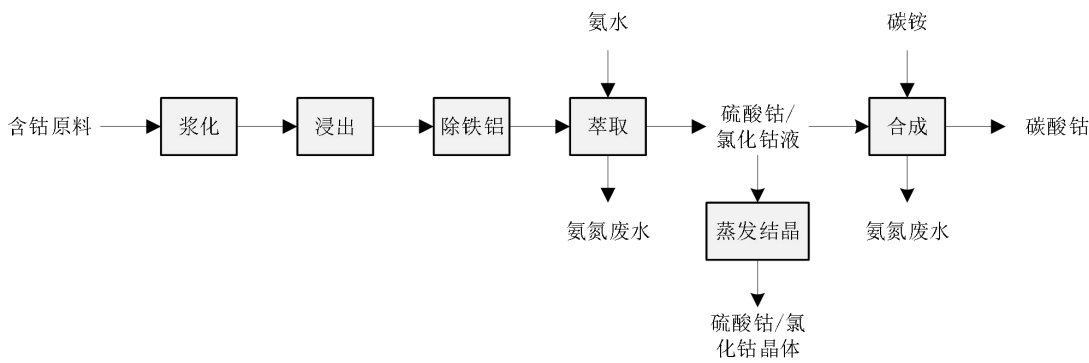 氨水
碳铵
含钴原料
浆化
浸出
除铁铝
萃取
硫酸钴/
氯化钴液
合成
碳酸钴
氨氮废水
蒸发结晶
氨氮废水
硫酸钴/氯
化钴晶体